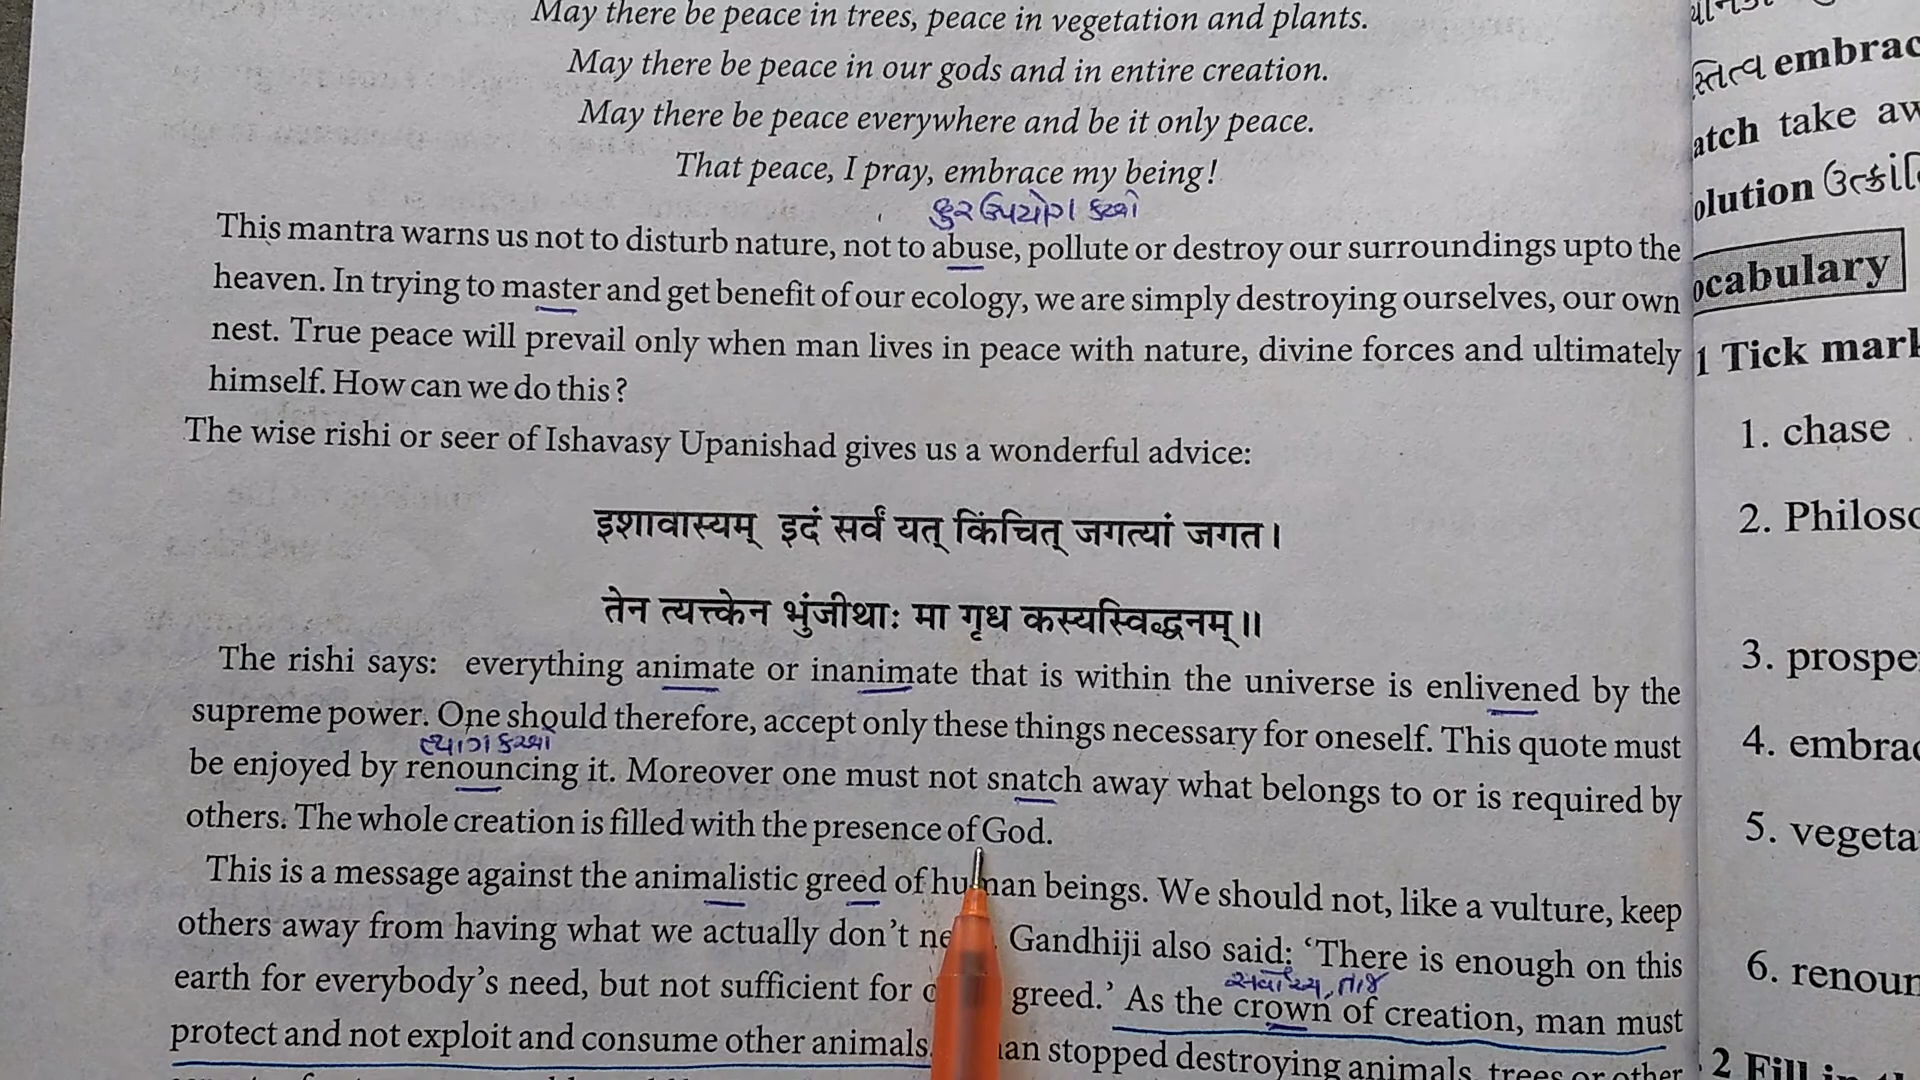 May there be peace in trees, peace in vegetation and plants.
May there be peace in our gods and in entire creation.
May there be peace everywhere and be it only peace.
That peace, I pray, embrace my being!
This mantra warns us not to disturb nature, not to abuse, pollute or destroy our surroundings upto the
heaven. In trying to master and get benefit of our ecology, we are simply destroying ourselves, our own
nest. True peace will prevail only when man lives in peace with nature, divine forces and ultimately
himself. How can we do this?
The wise rishi or seer of Ishavasy Upanishad gives us a wonderful advice:
इशावास्यम् इदं सर्वं यत् किंचित् जगत्यां जगत।
तेन त्यत्त्केन भुंजीथाः मा गृध कस्यस्विद्धनम्॥
The rishi says: everything animate or inanimate that is within the universe is enlivened by the
supreme power. One should therefore, accept only these things necessary for oneself. This quote must
ત્યાગ કરવો
be enjoyed by renouncing it. Moreover one must not snatch away what belongs to or is required by
others. The whole creation is filled with the presence of God.
This is a message against the animalistic greed of human beings. We should not, like a vulture, keep
others away from having what we actually don't Gandhiji also said: 'There is enough on this
earth for everybody's need, but not sufficient for greed.' As the crown of creation, man must
protect and not exploit and consume other animals. stopped destroying animals, trees or other
embrac
atch take aw
olution
ocabulary
1 Tick mark
1. chase
2. Philoso
3. prospe
4. embrac
5. vegeta
6. renoun
2 Fill in